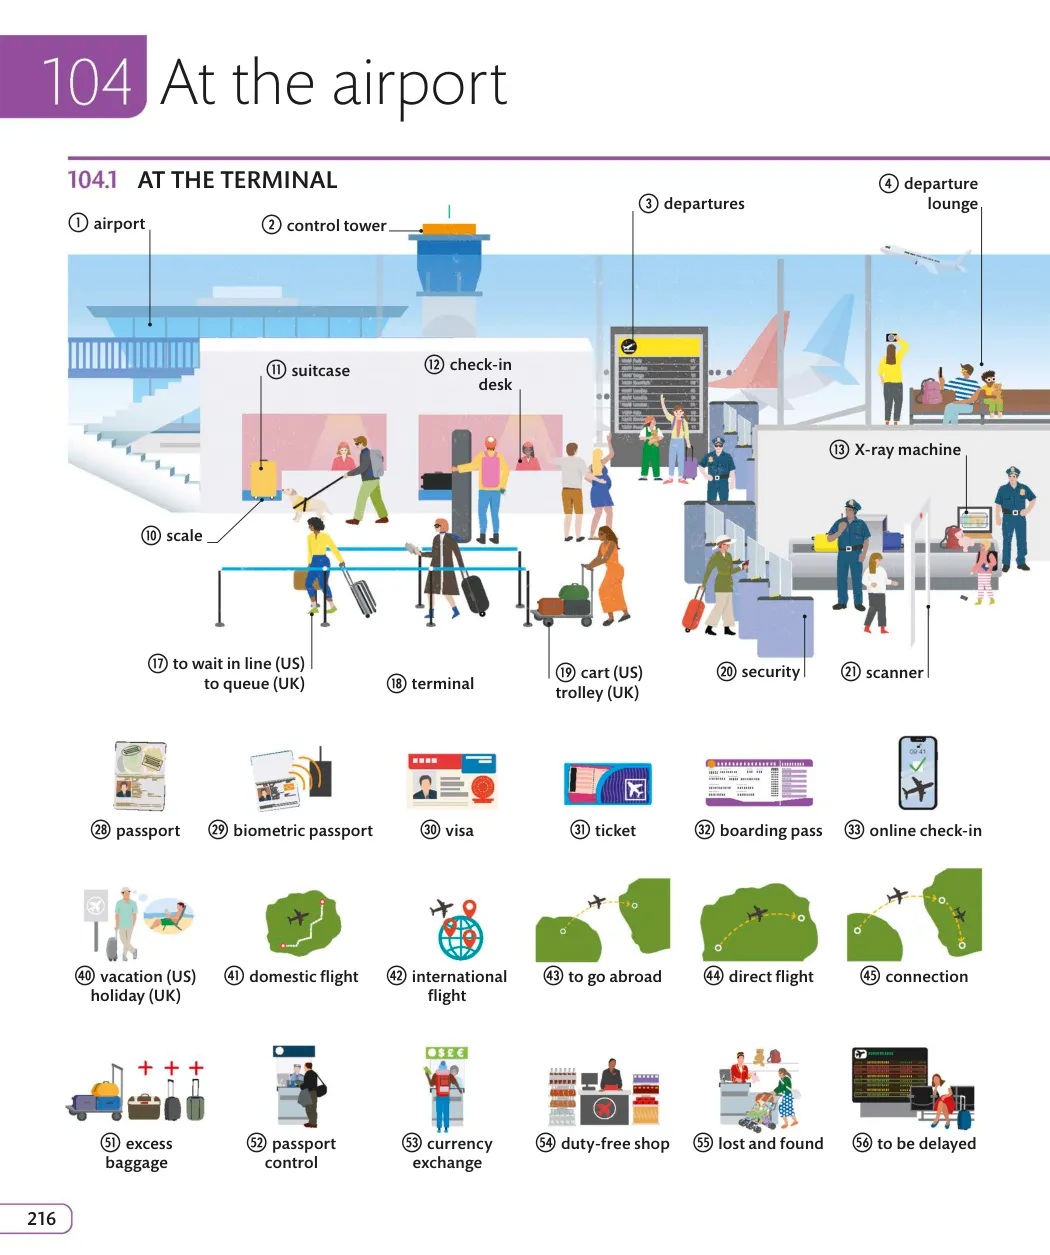 104 At the airport
104.1 AT THE TERMINAL
① airport
② control tower
③ departures
④ departure
lounge
⑪ suitcase
⑫ check-in
desk
⑬ X-ray machine
⑩ scale
⑰ to wait in line (US)
to queue (UK)
⑱ terminal
⑲ cart (US)
trolley (UK)
⑳ security
㉑ scanner
09:41
㉘ passport
㉙ biometric passport
㉚ visa
㉛ ticket
㉜ boarding pass
㉝ online check-in
㊵ vacation (US)
holiday (UK)
㊶ domestic flight
㊷ international
flight
㊸ to go abroad
㊹ direct flight
㊺ connection
$ £ €
51 excess
baggage
52 passport
control
53 currency
exchange
54 duty-free shop
55 lost and found
56 to be delayed
216